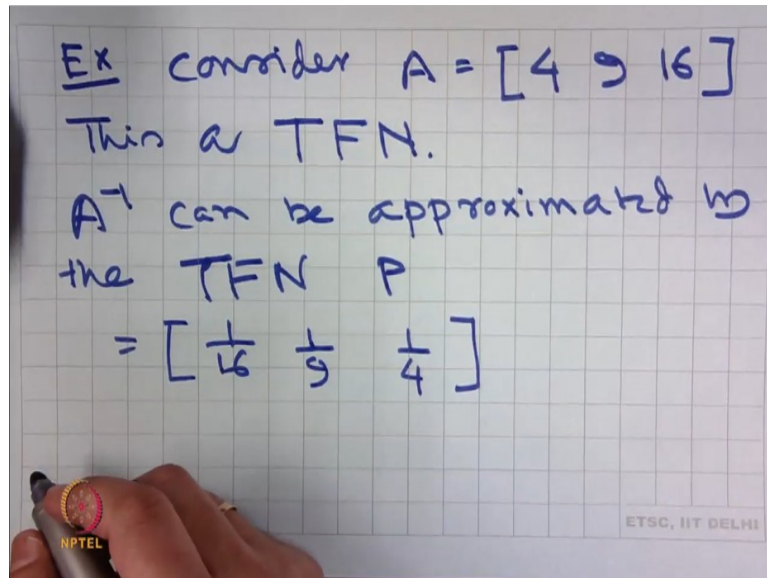 Ex consider A = [4 9 16]
This a TFN.
A⁻¹ can be approximated by
the TFN P
= [ 1/16 1/9 1/4 ]
ETSC, IIT DELHI
NPTEL